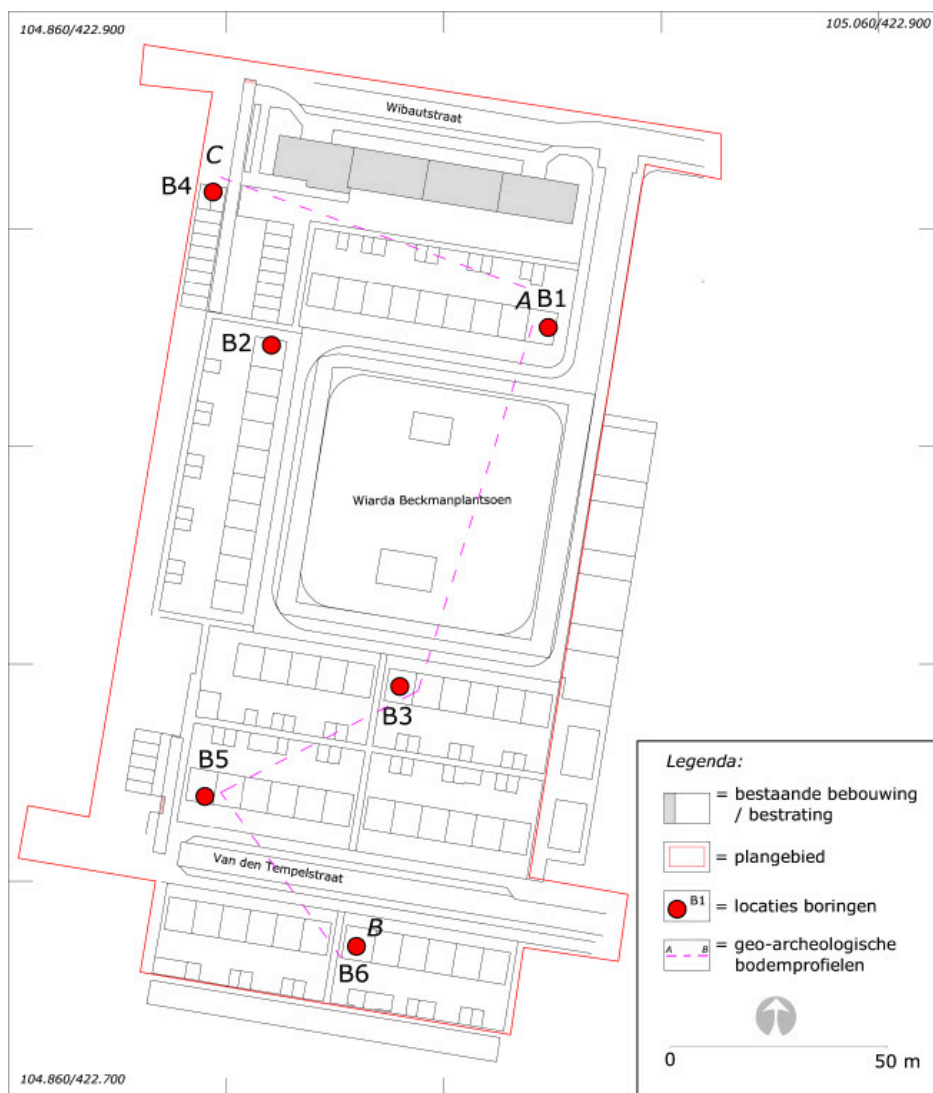 104.860/422.900
105.060/422.900
Wibautstraat
C
B4
A B1
B2
Wiarda Beckmanplantsoen
B3
B5
Van den Tempelstraat
B
B6
Legenda:
= bestaande bebouwing
/ bestrating
= plangebied
B1 = locaties boringen
A B = geo-archeologische
bodemprofielen
0 50 m
104.860/422.700